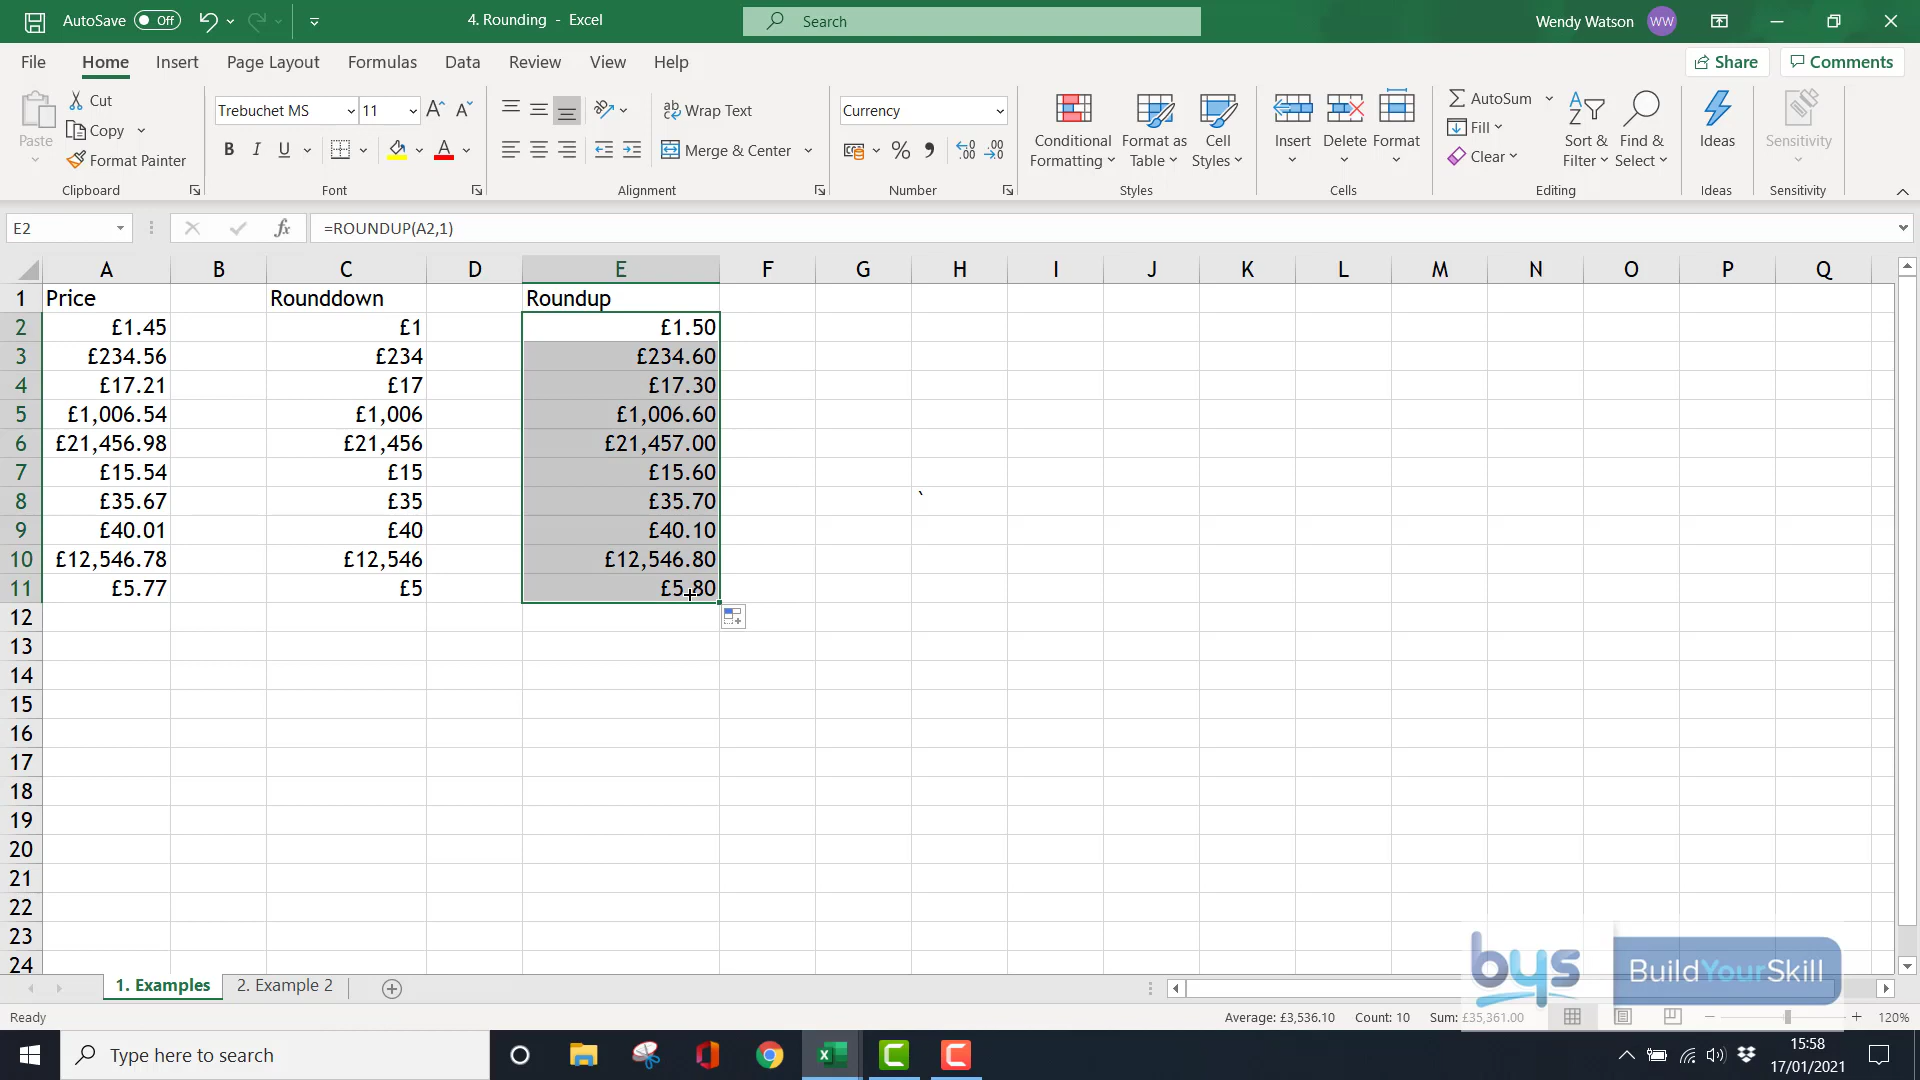 AutoSave Off
4. Rounding - Excel
Search
Wendy Watson WW
File Home Insert Page Layout Formulas Data Review View Help
Share Comments
Paste
Cut
Copy
Format Painter
Clipboard
Trebuchet MS 11
B I U
Font
Wrap Text
Merge & Center
Alignment
Currency
Number
Conditional Formatting
Format as Table
Cell Styles
Styles
Insert Delete Format
Cells
AutoSum
Fill
Clear
Sort & Filter
Find & Select
Editing
Ideas
Ideas
Sensitivity
Sensitivity
E2 fx =ROUNDUP(A2,1)
A B C D E F G H I J K L M N O P Q
1 Price Rounddown Roundup
2 £1.45 £1 £1.50
3 £234.56 £234 £234.60
4 £17.21 £17 £17.30
5 £1,006.54 £1,006 £1,006.60
6 £21,456.98 £21,456 £21,457.00
7 £15.54 £15 £15.60
8 £35.67 £35 £35.70 `
9 £40.01 £40 £40.10
10 £12,546.78 £12,546 £12,546.80
11 £5.77 £5 £5.80
12
13
14
15
16
17
18
19
20
21
22
23
24
bys BuildYourSkill
1. Examples 2. Example 2
Ready
Average: £3,536.10 Count: 10 Sum: £35,361.00
120%
Type here to search
15:58
17/01/2021